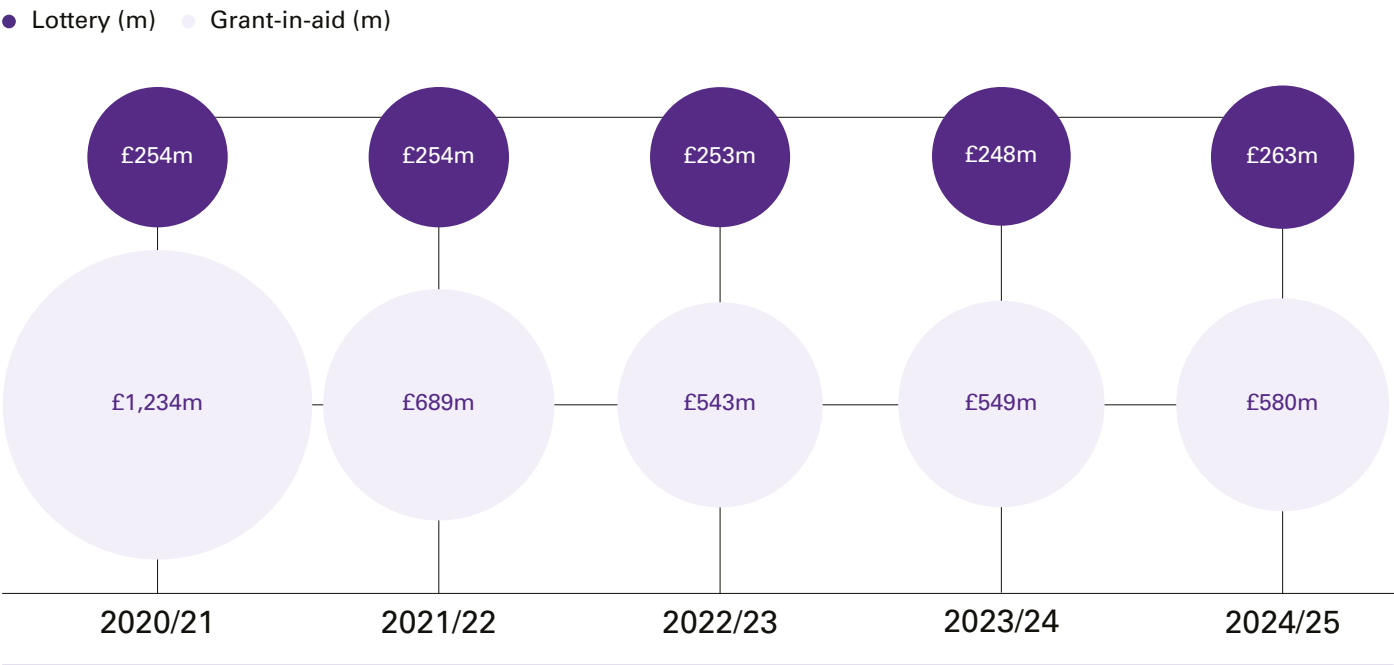 Lottery (m) Grant-in-aid (m)
£254m £254m £253m £248m £263m
£1,234m £689m £543m £549m £580m
2020/21 2021/22 2022/23 2023/24 2024/25